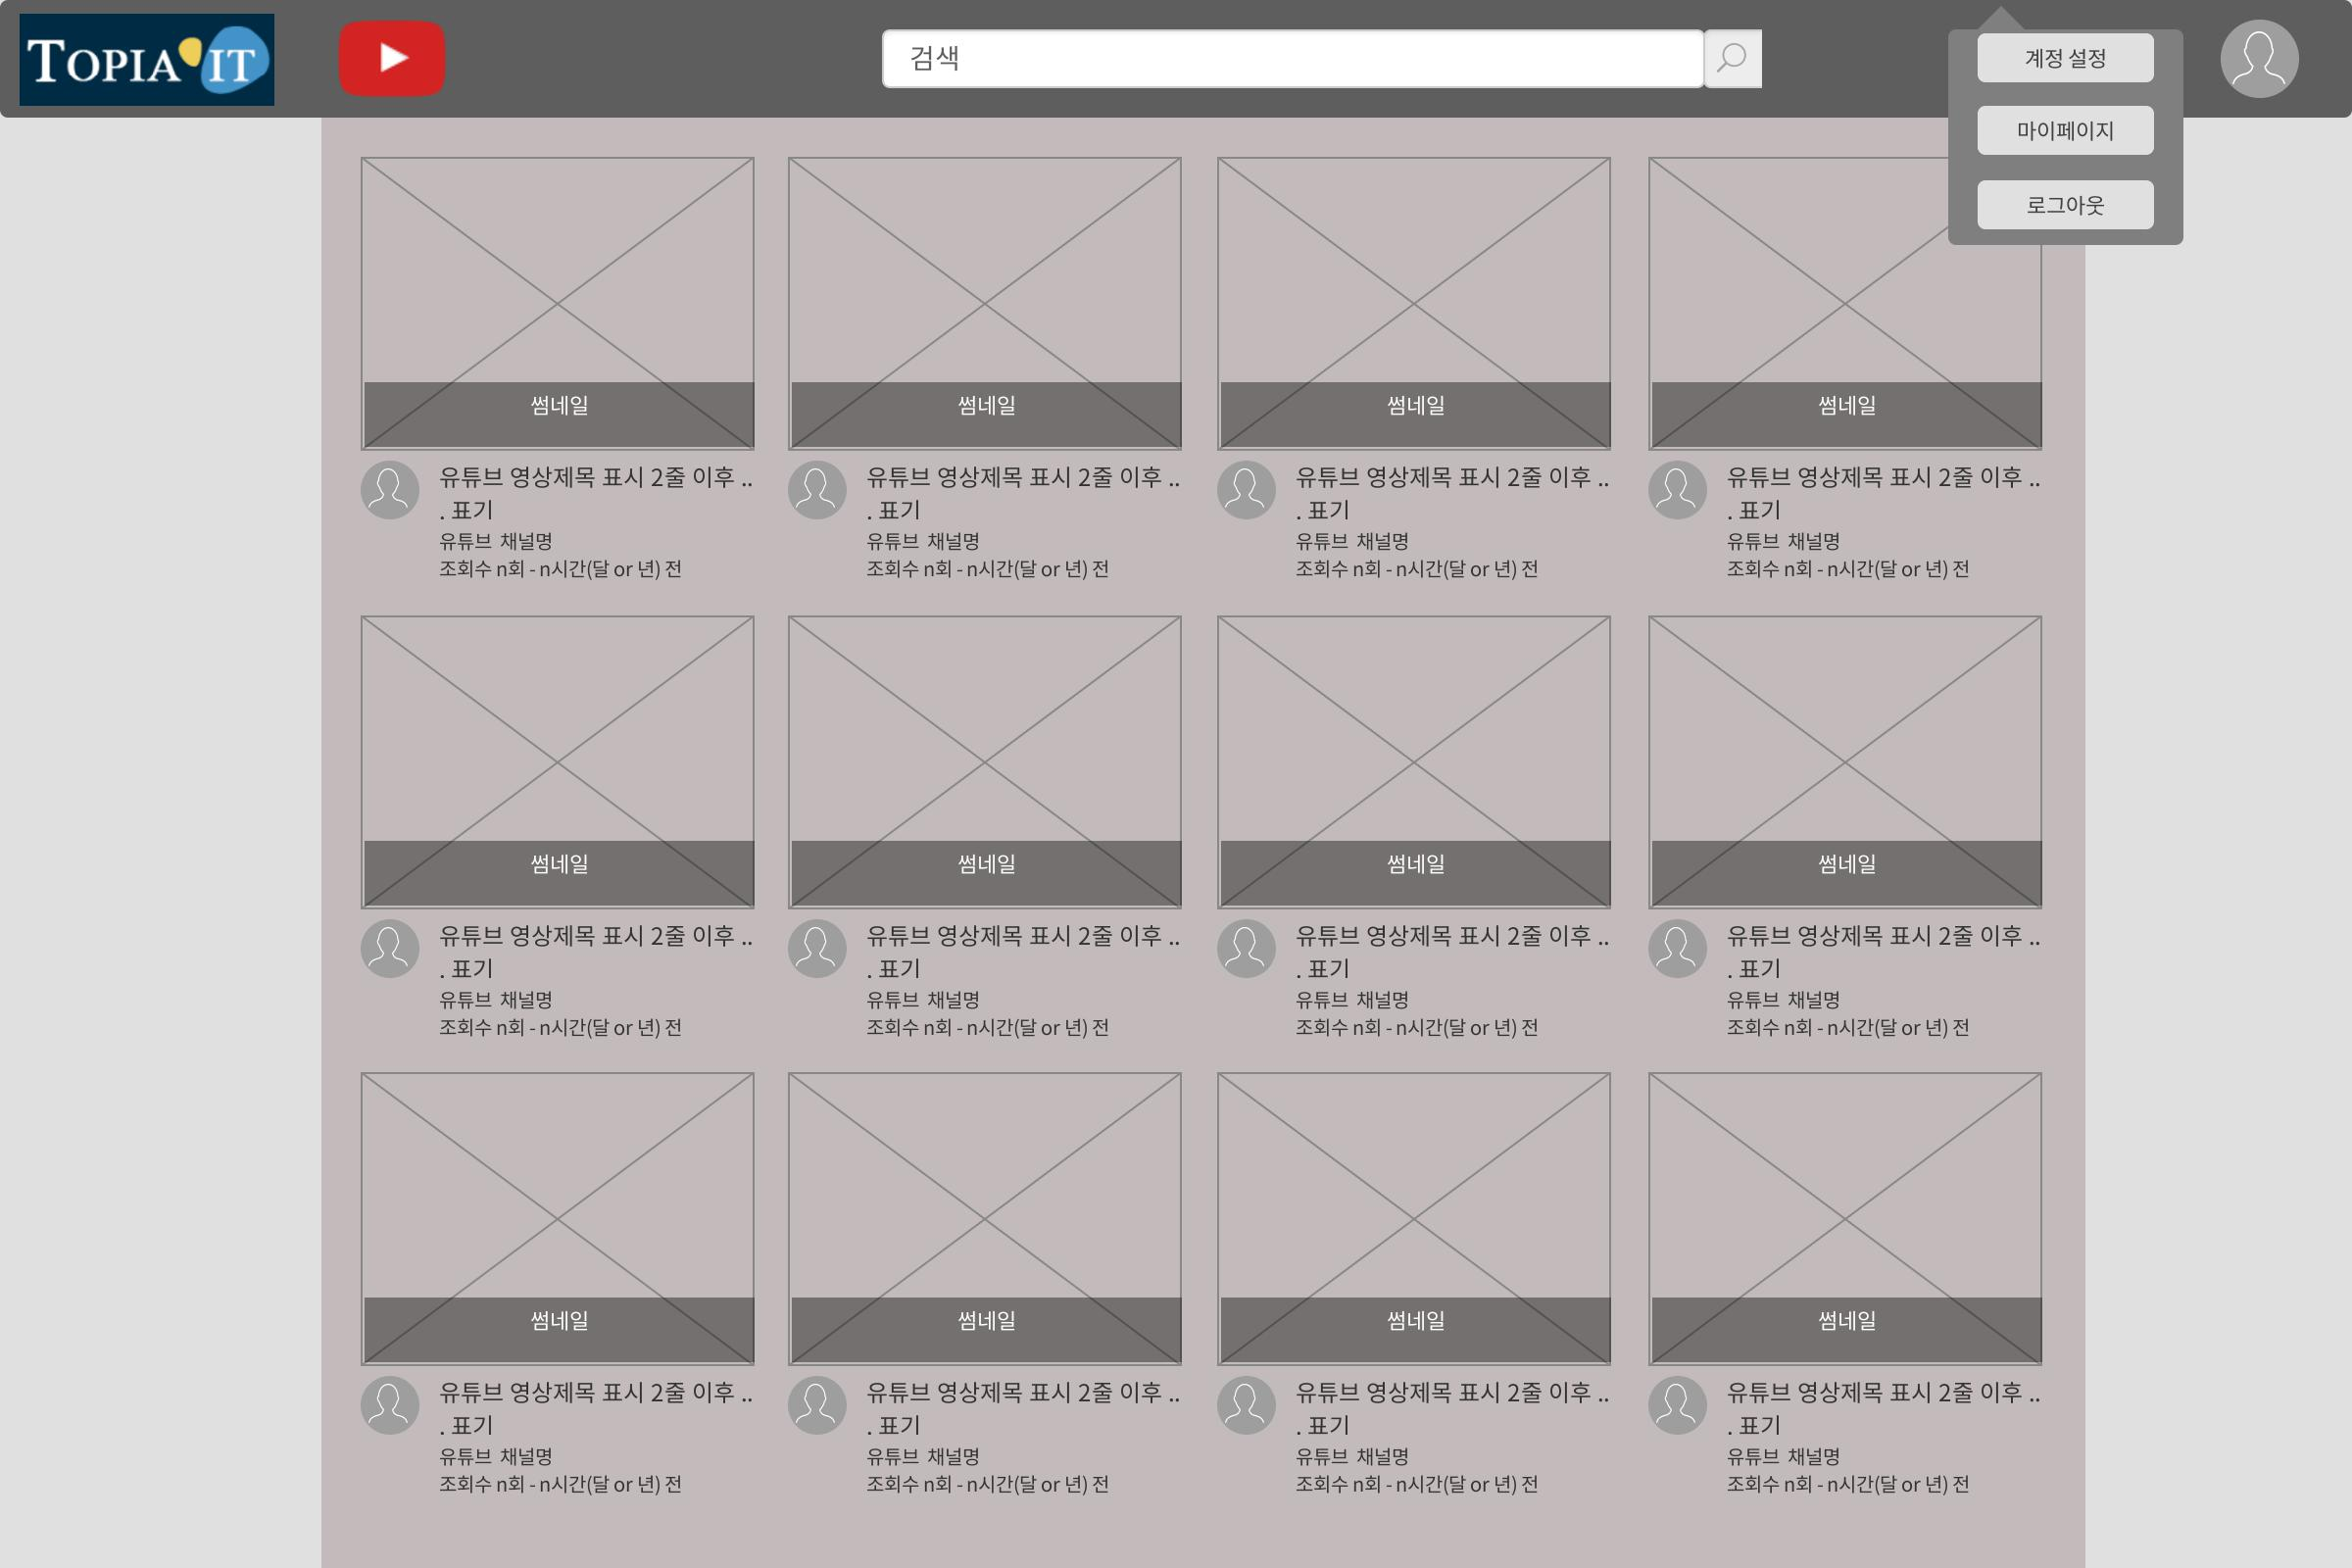 TOPIA IT
검색
계정 설정
마이페이지
로그아웃
썸네일 썸네일 썸네일 썸네일
유튜브 영상제목 표시 2줄 이후 .. 유튜브 영상제목 표시 2줄 이후 .. 유튜브 영상제목 표시 2줄 이후 .. 유튜브 영상제목 표시 2줄 이후 ..
. 표기 . 표기 . 표기 . 표기
유튜브 채널명 유튜브 채널명 유튜브 채널명 유튜브 채널명
조회수 n회 - n시간(달 or 년) 전 조회수 n회 - n시간(달 or 년) 전 조회수 n회 - n시간(달 or 년) 전 조회수 n회 - n시간(달 or 년) 전
썸네일 썸네일 썸네일 썸네일
유튜브 영상제목 표시 2줄 이후 .. 유튜브 영상제목 표시 2줄 이후 .. 유튜브 영상제목 표시 2줄 이후 .. 유튜브 영상제목 표시 2줄 이후 ..
. 표기 . 표기 . 표기 . 표기
유튜브 채널명 유튜브 채널명 유튜브 채널명 유튜브 채널명
조회수 n회 - n시간(달 or 년) 전 조회수 n회 - n시간(달 or 년) 전 조회수 n회 - n시간(달 or 년) 전 조회수 n회 - n시간(달 or 년) 전
썸네일 썸네일 썸네일 썸네일
유튜브 영상제목 표시 2줄 이후 .. 유튜브 영상제목 표시 2줄 이후 .. 유튜브 영상제목 표시 2줄 이후 .. 유튜브 영상제목 표시 2줄 이후 ..
. 표기 . 표기 . 표기 . 표기
유튜브 채널명 유튜브 채널명 유튜브 채널명 유튜브 채널명
조회수 n회 - n시간(달 or 년) 전 조회수 n회 - n시간(달 or 년) 전 조회수 n회 - n시간(달 or 년) 전 조회수 n회 - n시간(달 or 년) 전